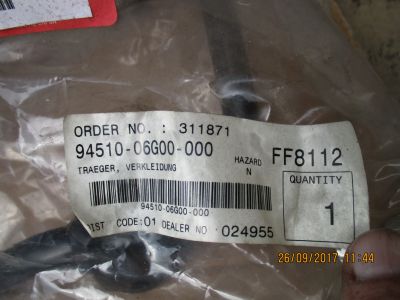 ORDER NO. : 311871
94510-06G00-000 HAZARD FF8112
TRAEGER, VERKLEIDUNG N
QUANTITY
1
94510-06G00-000
DIST CODE:01 DEALER NO 024955
26/09/2017 11:44